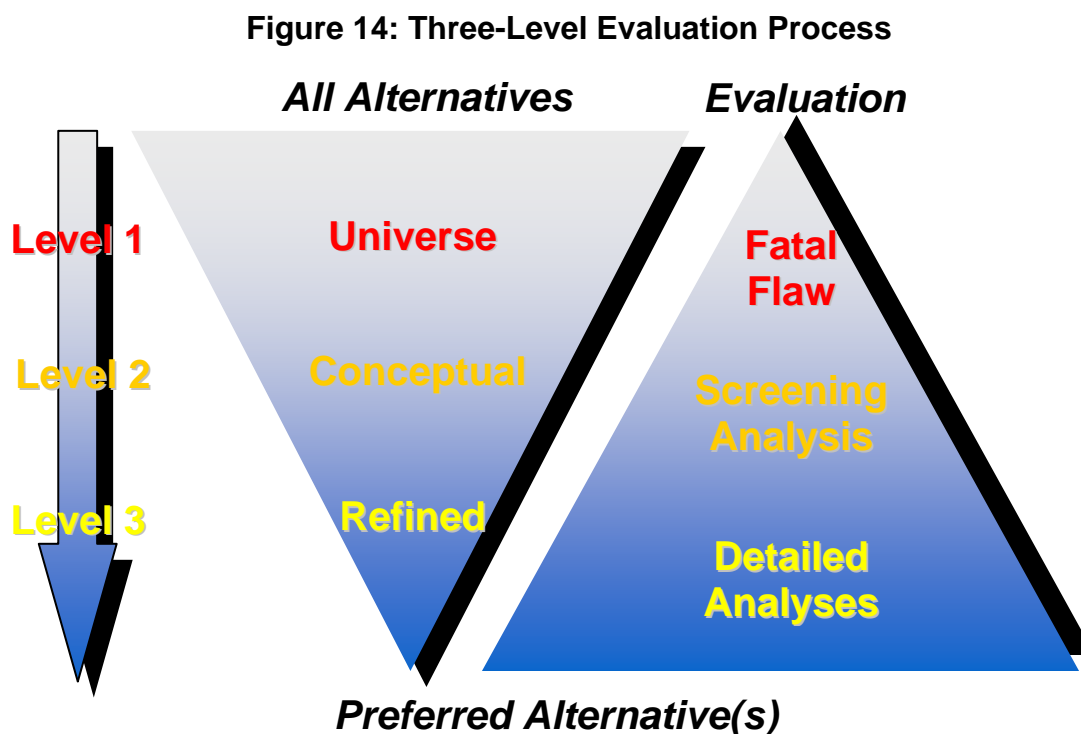 Figure 14: Three-Level Evaluation Process
All Alternatives
Evaluation
Level 1
Universe
Fatal
Flaw
Level 2
Conceptual
Screening
Analysis
Level 3
Refined
Detailed
Analyses
Preferred Alternative(s)